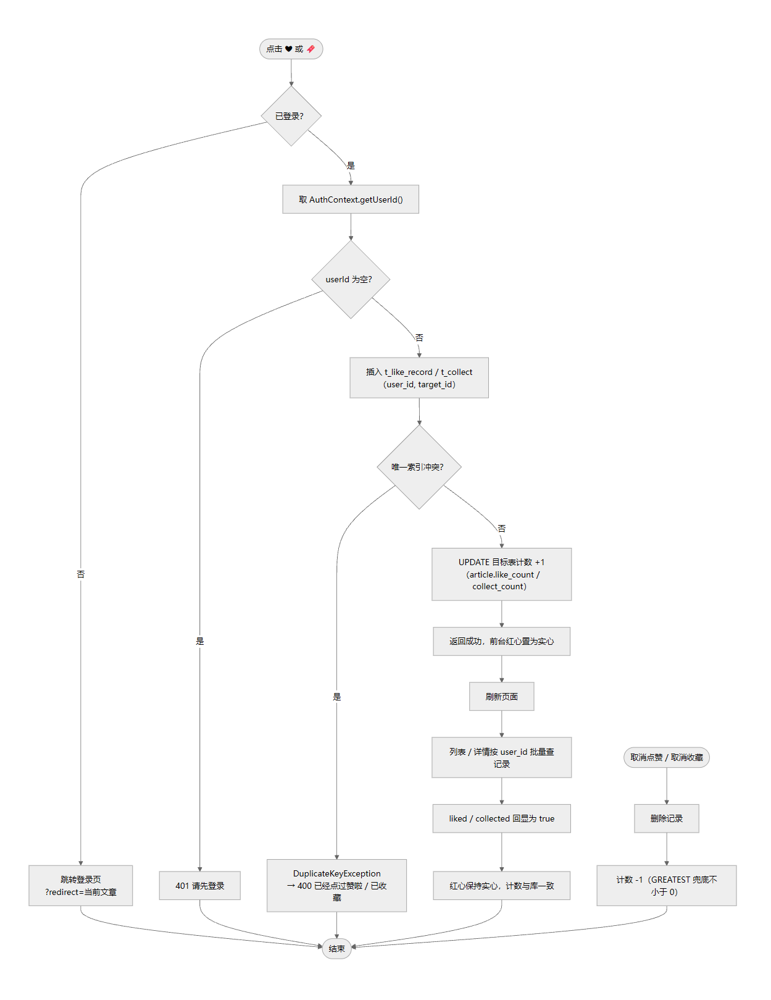 点击 🖤 或 🔖
已登录？
是
取 AuthContext.getUserId()
userId 为空？
否
插入 t_like_record / t_collect
（user_id, target_id）
唯一索引冲突？
否
UPDATE 目标表计数 +1
（article.like_count /
collect_count）
否
返回成功，前台红心置为实心
是
刷新页面
是
列表 / 详情按 user_id 批量查
记录
取消点赞 / 取消收藏
liked / collected 回显为 true
删除记录
跳转登录页
?redirect=当前文章
401 请先登录
DuplicateKeyException
→ 400 已经点过赞啦 / 已收
藏
红心保持实心，计数与库一致
计数 -1（GREATEST 兜底不
小于 0）
结束